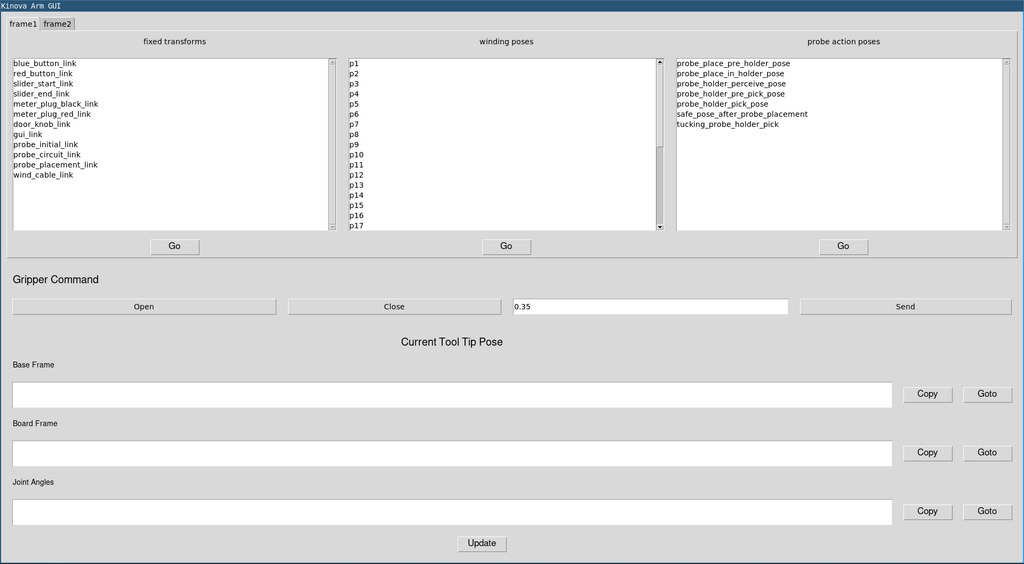 Kinova Arm GUI
frame1 frame2
fixed transforms
winding poses
probe action poses
blue_button_link
red_button_link
slider_start_link
slider_end_link
meter_plug_black_link
meter_plug_red_link
door_knob_link
gui_link
probe_initial_link
probe_circuit_link
probe_placement_link
wind_cable_link
p1
p2
p3
p4
p5
p6
p7
p8
p9
p10
p11
p12
p13
p14
p15
p16
p17
probe_place_pre_holder_pose
probe_place_in_holder_pose
probe_holder_perceive_pose
probe_holder_pre_pick_pose
probe_holder_pick_pose
safe_pose_after_probe_placement
tucking_probe_holder_pick
Go
Go
Go
Gripper Command
Open
Close
0.35
Send
Current Tool Tip Pose
Base Frame
Copy
Goto
Board Frame
Copy
Goto
Joint Angles
Copy
Goto
Update